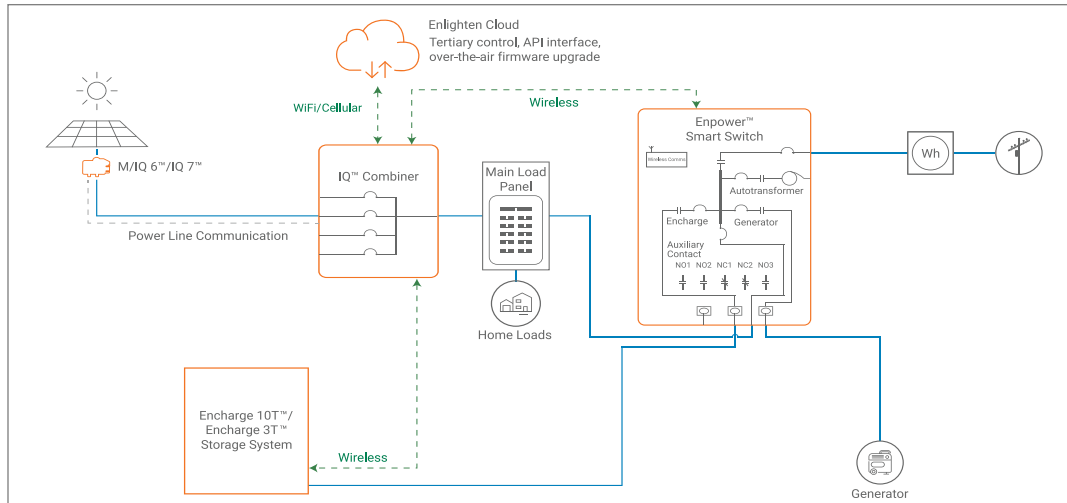 Enlighten Cloud
Tertiary control, API interface,
over-the-air firmware upgrade
WiFi/Cellular
Wireless
Enpower™
Smart Switch
Wireless Comms
Wh
M/IQ 6™/IQ 7™
IQ™ Combiner
Main Load
Panel
Autotransformer
Encharge
Generator
Power Line Communication
Auxiliary
Contact
NO1
NO2
NC1
NC2
NO3
Home Loads
Encharge 10T™/
Encharge 3T™
Storage System
Wireless
Generator